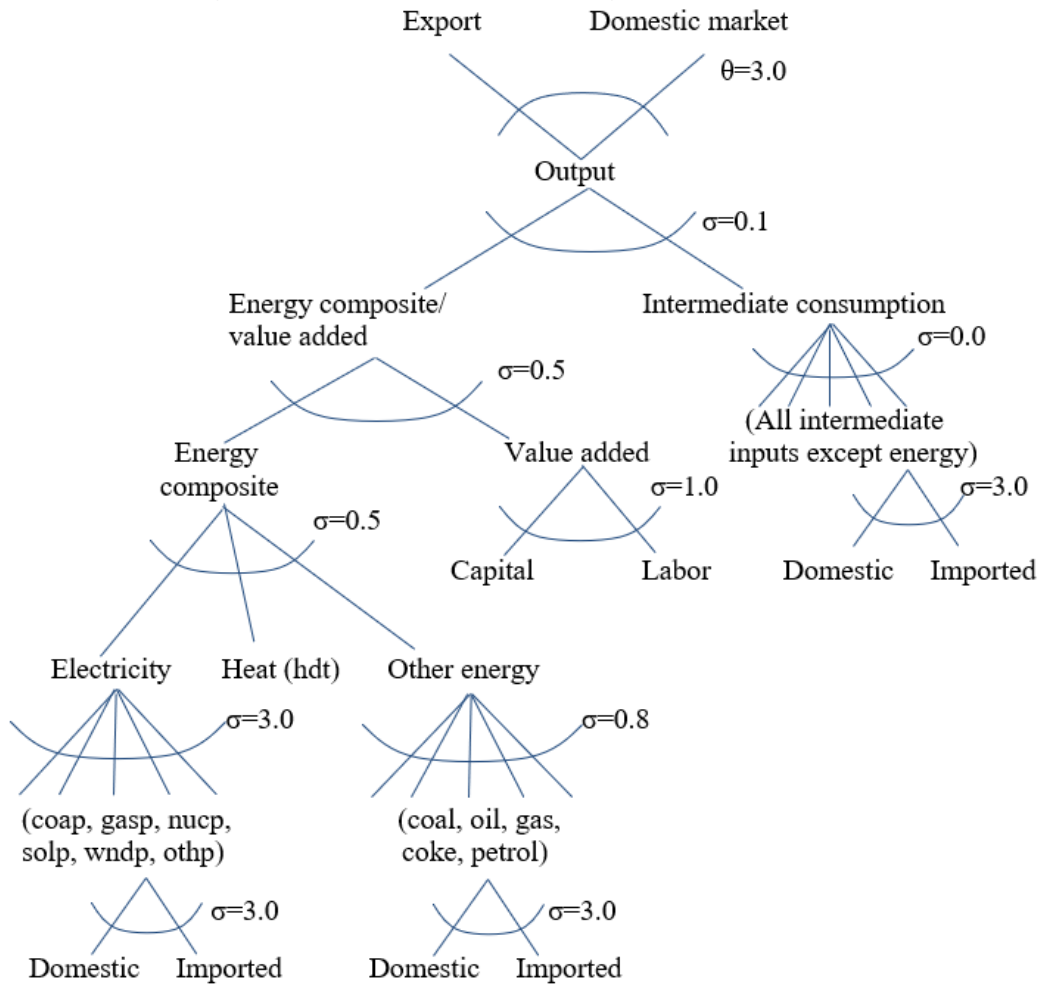 Export
Domestic market
θ=3.0
Output
σ=0.1
Energy composite/
value added
Intermediate consumption
σ=0.0
σ=0.5
(All intermediate
inputs except energy)
Energy
composite
Value added
σ=1.0
σ=3.0
σ=0.5
Capital
Labor
Domestic
Imported
Electricity
Heat (hdt)
Other energy
σ=3.0
σ=0.8
(coap, gasp, nucp,
solp, wndp, othp)
(coal, oil, gas,
coke, petrol)
σ=3.0
σ=3.0
Domestic
Imported
Domestic
Imported